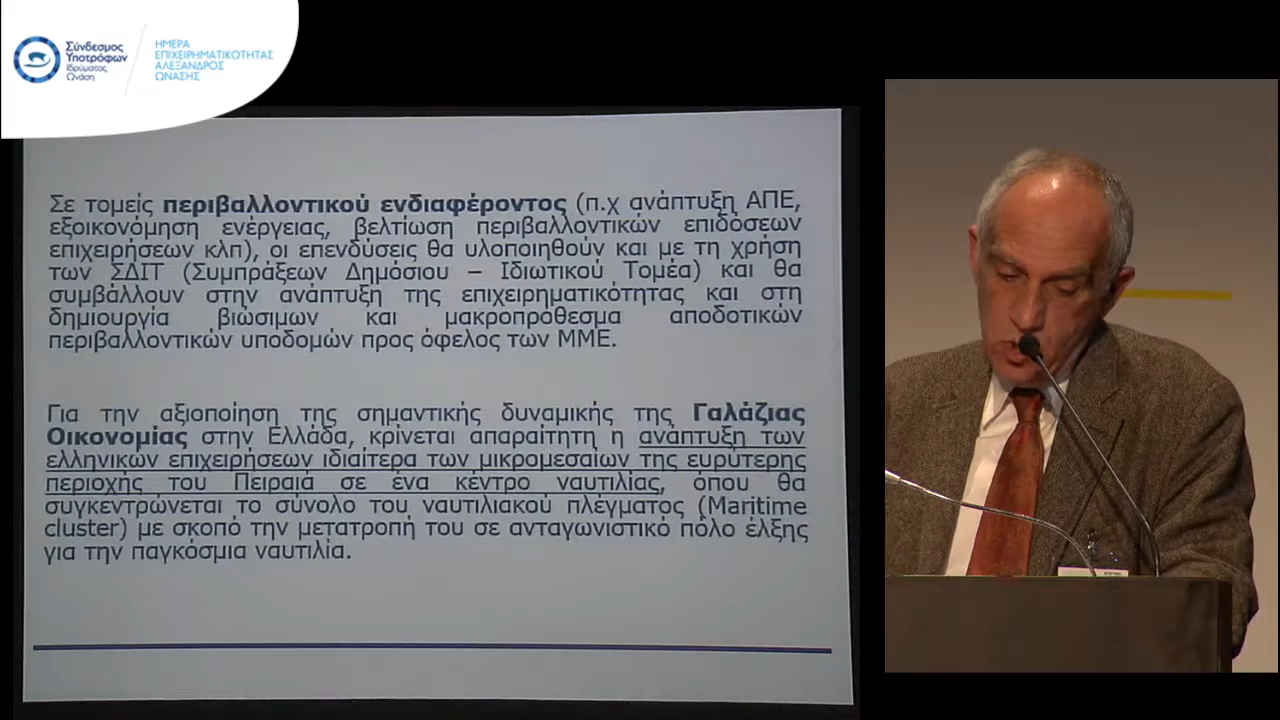 Σύνδεσμος
Υποτρόφων
Ιδρύματος
Ωνάση
ΗΜΕΡΑ
ΕΠΙΧΕΙΡΗΜΑΤΙΚΟΤΗΤΑΣ
ΑΛΕΞΑΝΔΡΟΣ
ΩΝΑΣΗΣ
Σε τομείς περιβαλλοντικού ενδιαφέροντος (π.χ ανάπτυξη ΑΠΕ,
εξοικονόμηση ενέργειας, βελτίωση περιβαλλοντικών επιδόσεων
επιχειρήσεων κλπ), οι επενδύσεις θα υλοποιηθούν και με τη χρήση
των ΣΔΙΤ (Συμπράξεων Δημόσιου – Ιδιωτικού Τομέα) και θα
συμβάλλουν στην ανάπτυξη της επιχειρηματικότητας και στη
δημιουργία βιώσιμων και μακροπρόθεσμα αποδοτικών
περιβαλλοντικών υποδομών προς όφελος των ΜΜΕ.
Για την αξιοποίηση της σημαντικής δυναμικής της Γαλάζιας
Οικονομίας στην Ελλάδα, κρίνεται απαραίτητη η ανάπτυξη των
ελληνικών επιχειρήσεων ιδιαίτερα των μικρομεσαίων της ευρύτερης
περιοχής του Πειραιά σε ένα κέντρο ναυτιλίας, όπου θα
συγκεντρώνεται το σύνολο του ναυτιλιακού πλέγματος (Maritime
cluster) με σκοπό την μετατροπή του σε ανταγωνιστικό πόλο έλξης
για την παγκόσμια ναυτιλία.